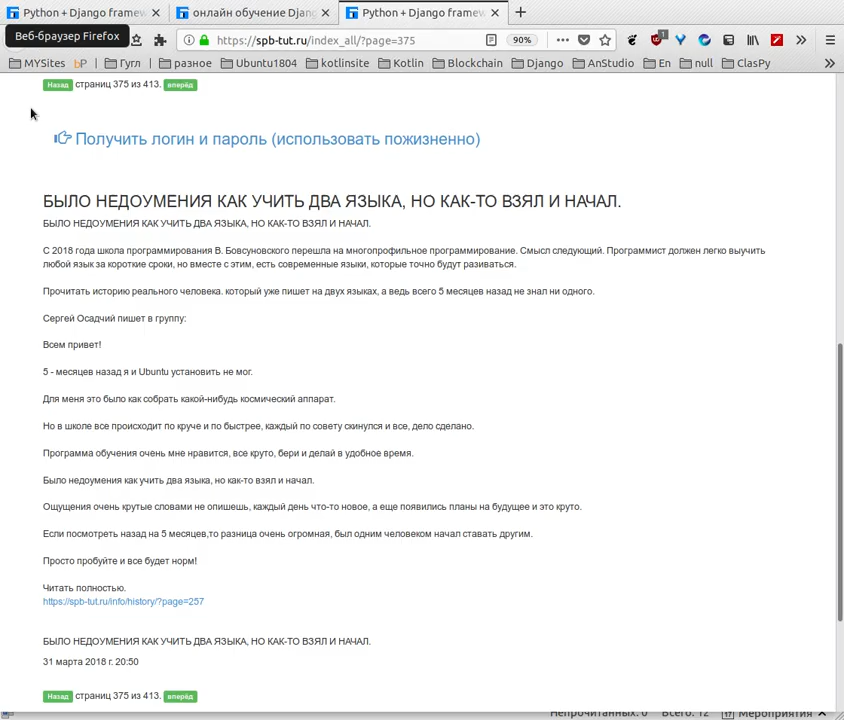 Python + Django framew
онлайн обучение Djan
Python + Django framew
Веб-браузер Firefox
https://spb-tut.ru/index_all/?page=375
90%
1
MYSites
bP
Гугл
разное
Ubuntu1804
kotlinsite
Kotlin
Blockchain
Django
AnStudio
En
null
ClasPy
Назад страниц 375 из 413. вперёд
Получить логин и пароль (использовать пожизненно)
БЫЛО НЕДОУМЕНИЯ КАК УЧИТЬ ДВА ЯЗЫКА, НО КАК-ТО ВЗЯЛ И НАЧАЛ.
БЫЛО НЕДОУМЕНИЯ КАК УЧИТЬ ДВА ЯЗЫКА, НО КАК-ТО ВЗЯЛ И НАЧАЛ.
С 2018 года школа программирования В. Бовсуновского перешла на многопрофильное программирование. Смысл следующий. Программист должен легко выучить
любой язык за короткие сроки, но вместе с этим, есть современные языки, которые точно будут разиваться.
Прочитать историю реального человека. который уже пишет на двух языках, а ведь всего 5 месяцев назад не знал ни одного.
Сергей Осадчий пишет в группу:
Всем привет!
5 - месяцев назад я и Ubuntu установить не мог.
Для меня это было как собрать какой-нибудь космический аппарат.
Но в школе все происходит по круче и по быстрее, каждый по совету скинулся и все, дело сделано.
Программа обучения очень мне нравится, все круто, бери и делай в удобное время.
Было недоумения как учить два языка, но как-то взял и начал.
Ощущения очень крутые словами не опишешь, каждый день что-то новое, а еще появились планы на будущее и это круто.
Если посмотреть назад на 5 месяцев,то разница очень огромная, был одним человеком начал ставать другим.
Просто пробуйте и все будет норм!
Читать полностью.
https://spb-tut.ru/info/history/?page=257
БЫЛО НЕДОУМЕНИЯ КАК УЧИТЬ ДВА ЯЗЫКА, НО КАК-ТО ВЗЯЛ И НАЧАЛ.
31 марта 2018 г. 20:50
Назад страниц 375 из 413. вперёд
Непрочитанных: 0 Всего: 12 17 Мероприятия